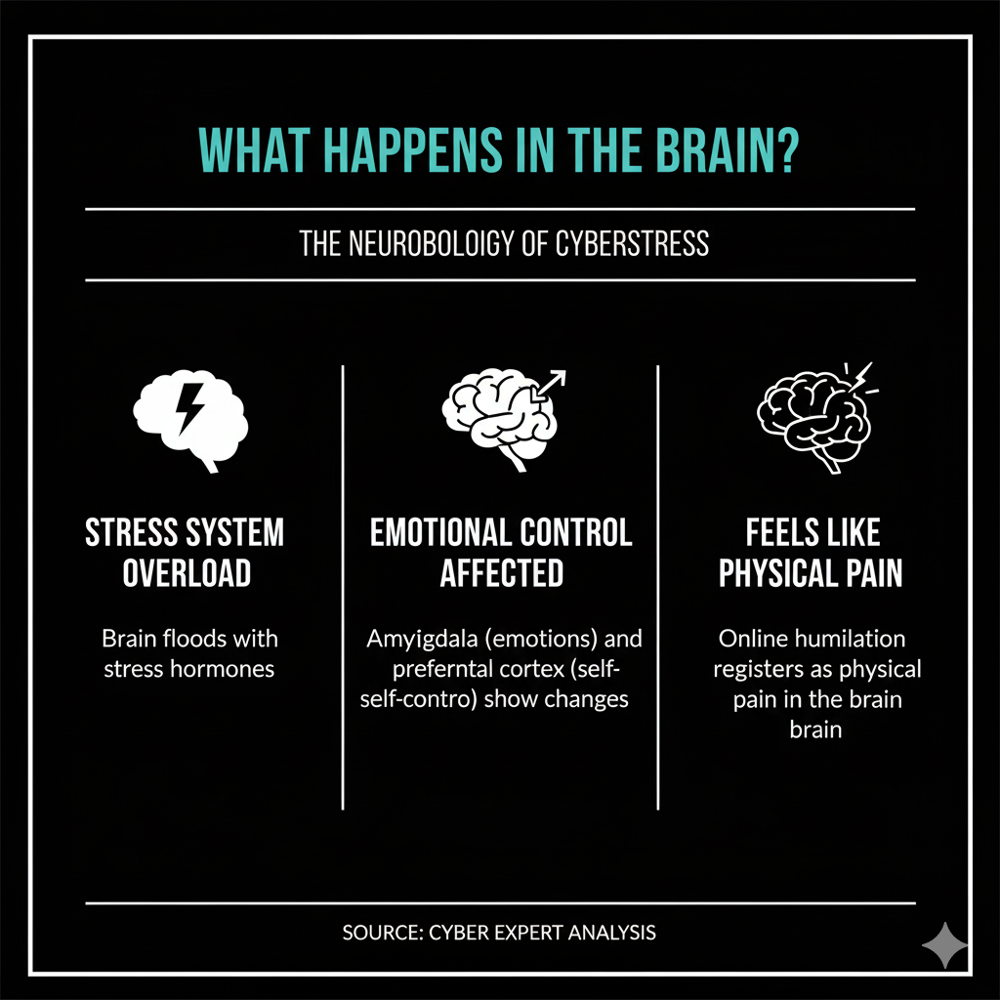 WHAT HAPPENS IN THE BRAIN?
THE NEUROBOLOIGY OF CYBERSTRESS
STRESS SYSTEM
OVERLOAD
Brain floods with
stress hormones
EMOTIONAL CONTROL
AFFECTED
Amyigdala (emotions) and
preferntal cortex (self-
self-contro) show changes
FEELS LIKE
PHYSICAL PAIN
Online humilation
registers as physical
pain in the brain
brain
SOURCE: CYBER EXPERT ANALYSIS